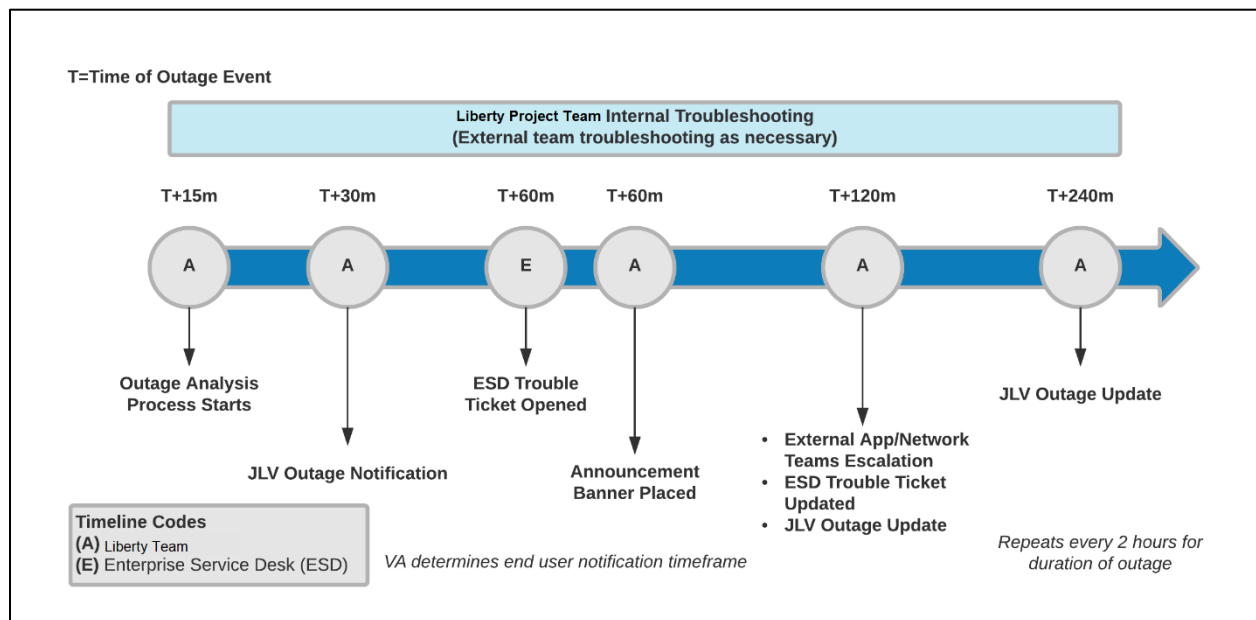 T=Time of Outage Event
Liberty Project Team Internal Troubleshooting
(External team troubleshooting as necessary)
T+15m
T+30m
T+60m
T+60m
T+120m
T+240m
A
A
E
A
A
A
Outage Analysis
Process Starts
JLV Outage Notification
ESD Trouble
Ticket Opened
Announcement
Banner Placed
• External App/Network
Teams Escalation
• ESD Trouble Ticket
Updated
• JLV Outage Update
JLV Outage Update
Timeline Codes
(A) Liberty Team
(E) Enterprise Service Desk (ESD)
VA determines end user notification timeframe
Repeats every 2 hours for
duration of outage